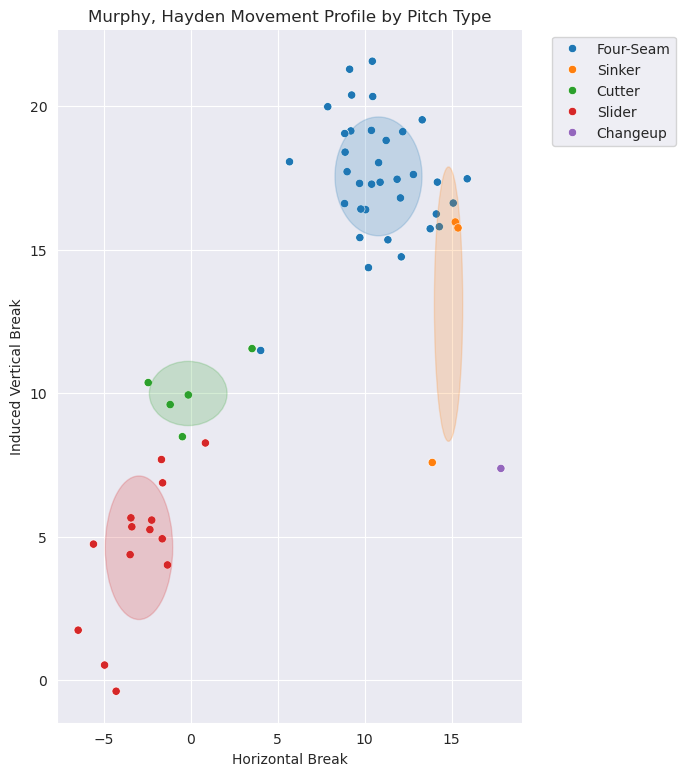 Murphy, Hayden Movement Profile by Pitch Type
Four-Seam
Sinker
Cutter
Slider
Changeup
Induced Vertical Break
20
15
10
5
0
−5
0
5
10
15
Horizontal Break